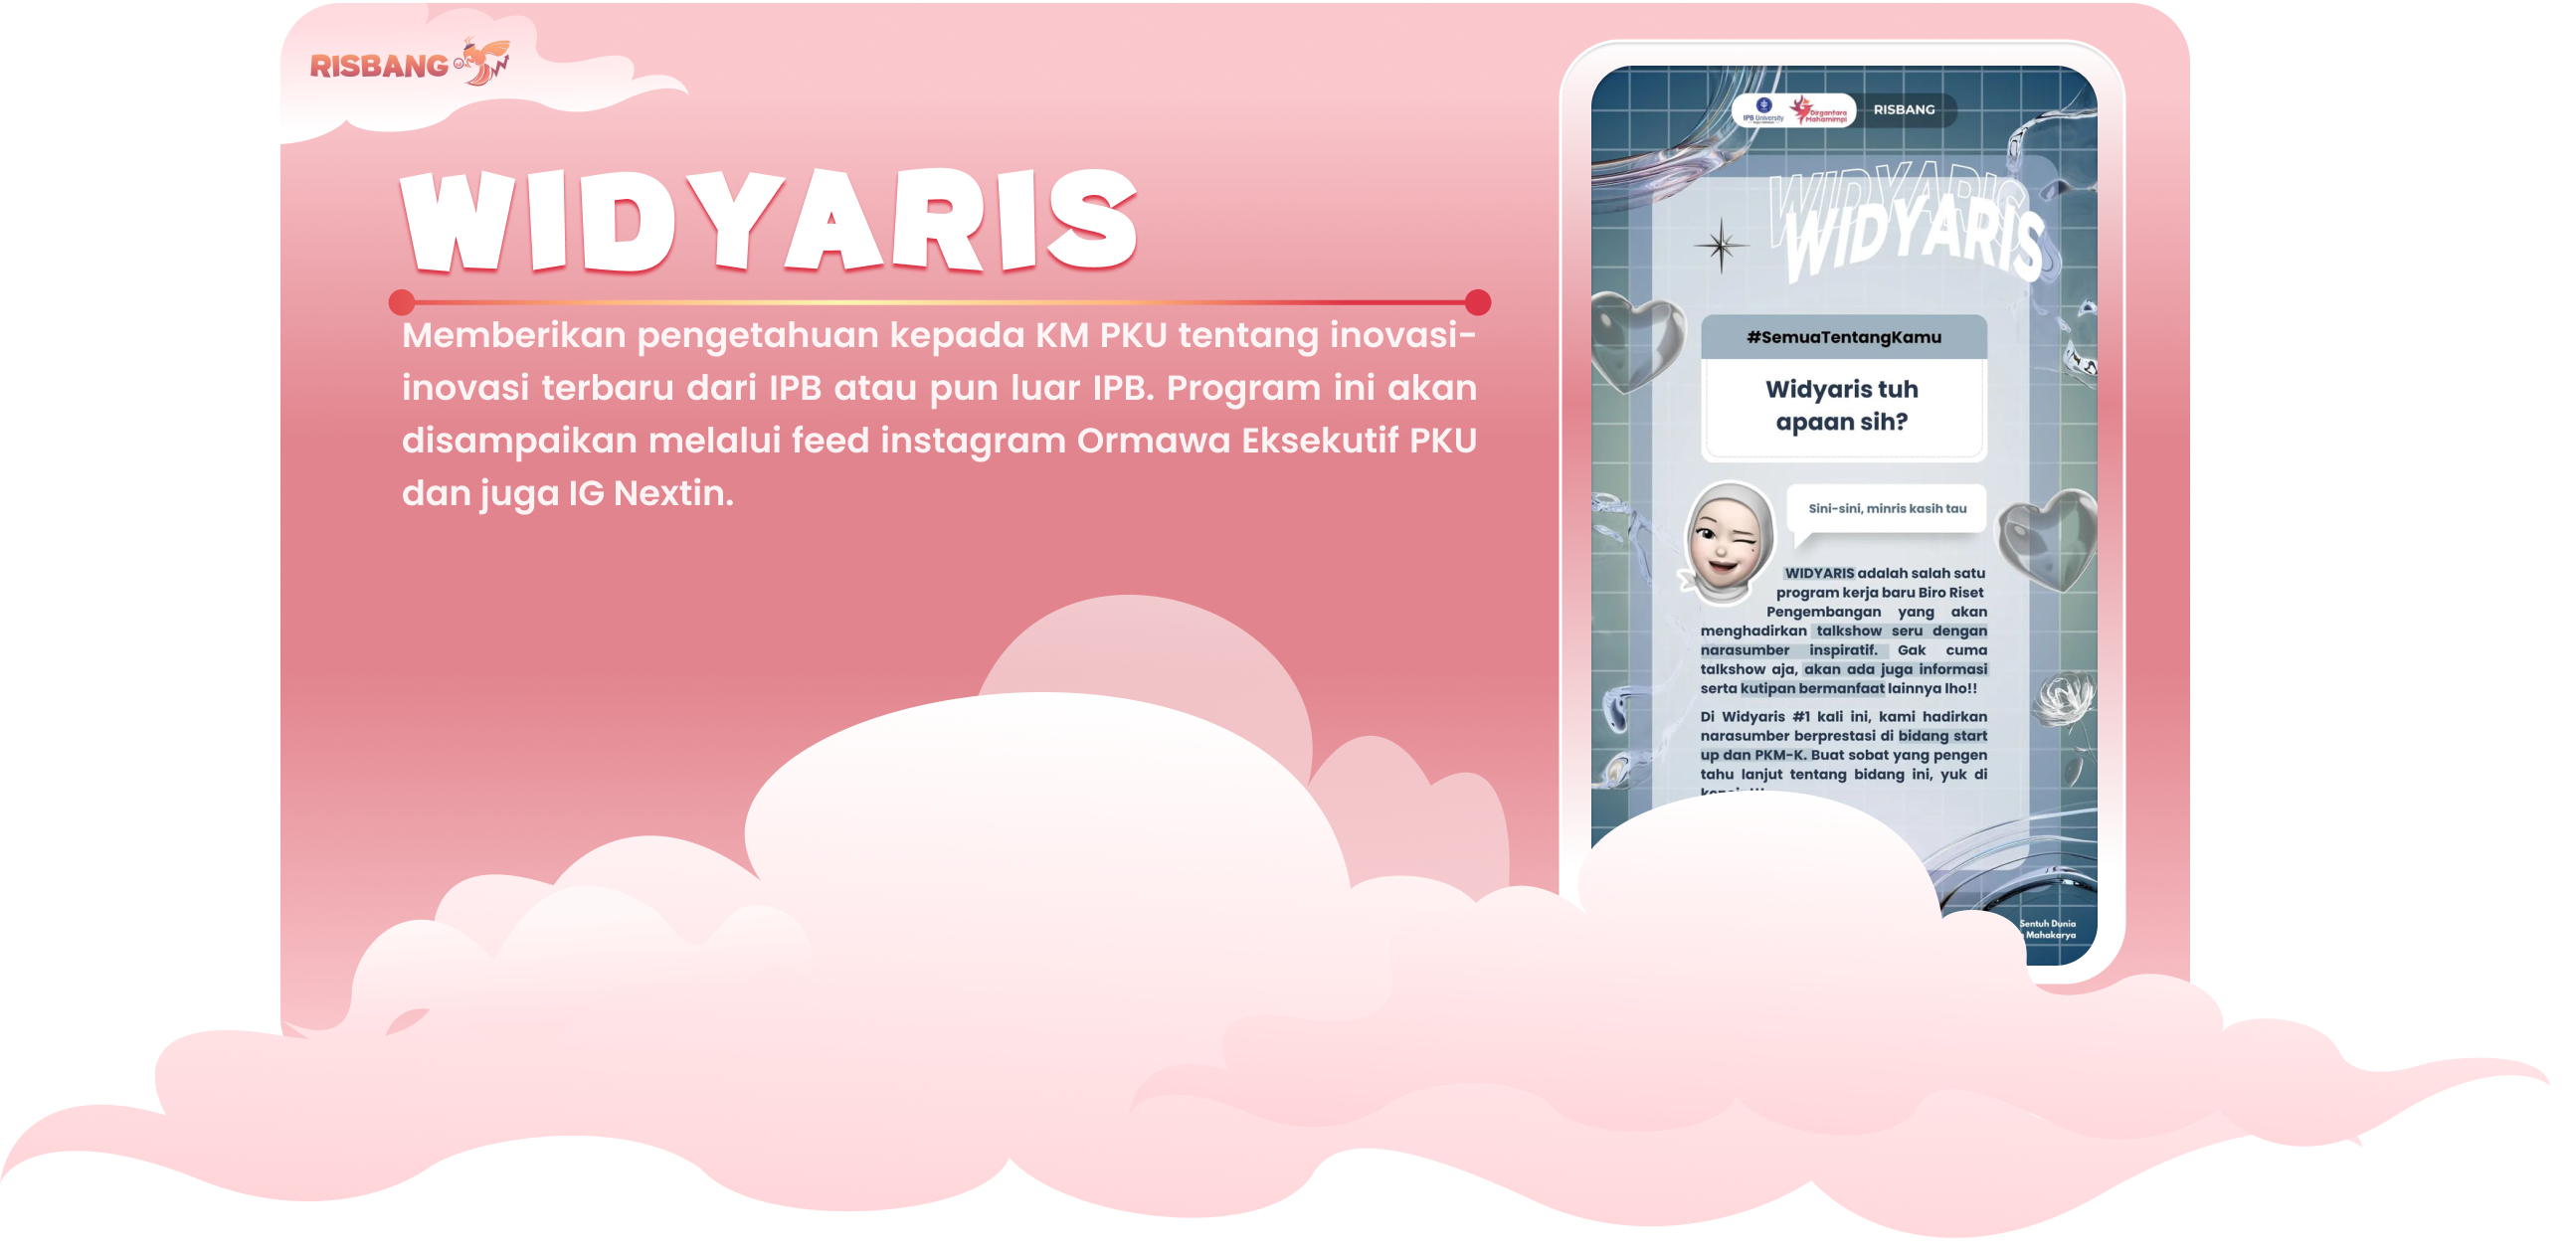 RISBANG
WIDYARIS
Memberikan pengetahuan kepada KM PKU tentang inovasi-
inovasi terbaru dari IPB atau pun luar IPB. Program ini akan
disampaikan melalui feed instagram Ormawa Eksekutif PKU
dan juga IG Nextin.
IPB University
Dirgantara
Mahamimpi
RISBANG
WIDYARIS
WIDYARIS
#SemuaTentangKamu
Widyaris tuh
apaan sih?
Sini-sini, minris kasih tau
WIDYARIS adalah salah satu
program kerja baru Biro Riset
Pengembangan yang akan
menghadirkan talkshow seru dengan
narasumber inspiratif. Gak cuma
talkshow aja, akan ada juga informasi
serta kutipan bermanfaat lainnya lho!!
Di Widyaris #1 kali ini, kami hadirkan
narasumber berprestasi di bidang start
up dan PKM-K. Buat sobat yang pengen
tahu lanjut tentang bidang ini, yuk di
Sentuh Dunia
Mahakarya